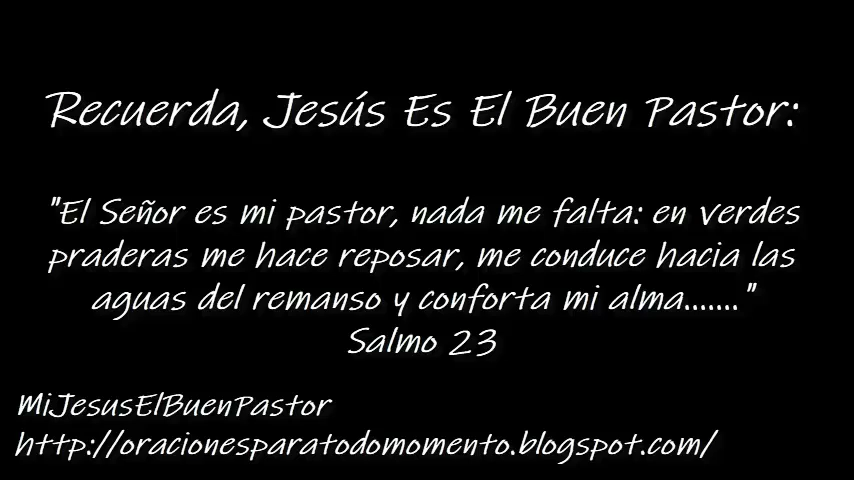 Recuerda, Jesús Es El Buen Pastor:
"El Señor es mi pastor, nada me falta: en verdes
praderas me hace reposar, me conduce hacia las
aguas del remanso y conforta mi alma......."
Salmo 23
MiJesusElBuenPastor
http://oracionesparatodomomento.blogspot.com/